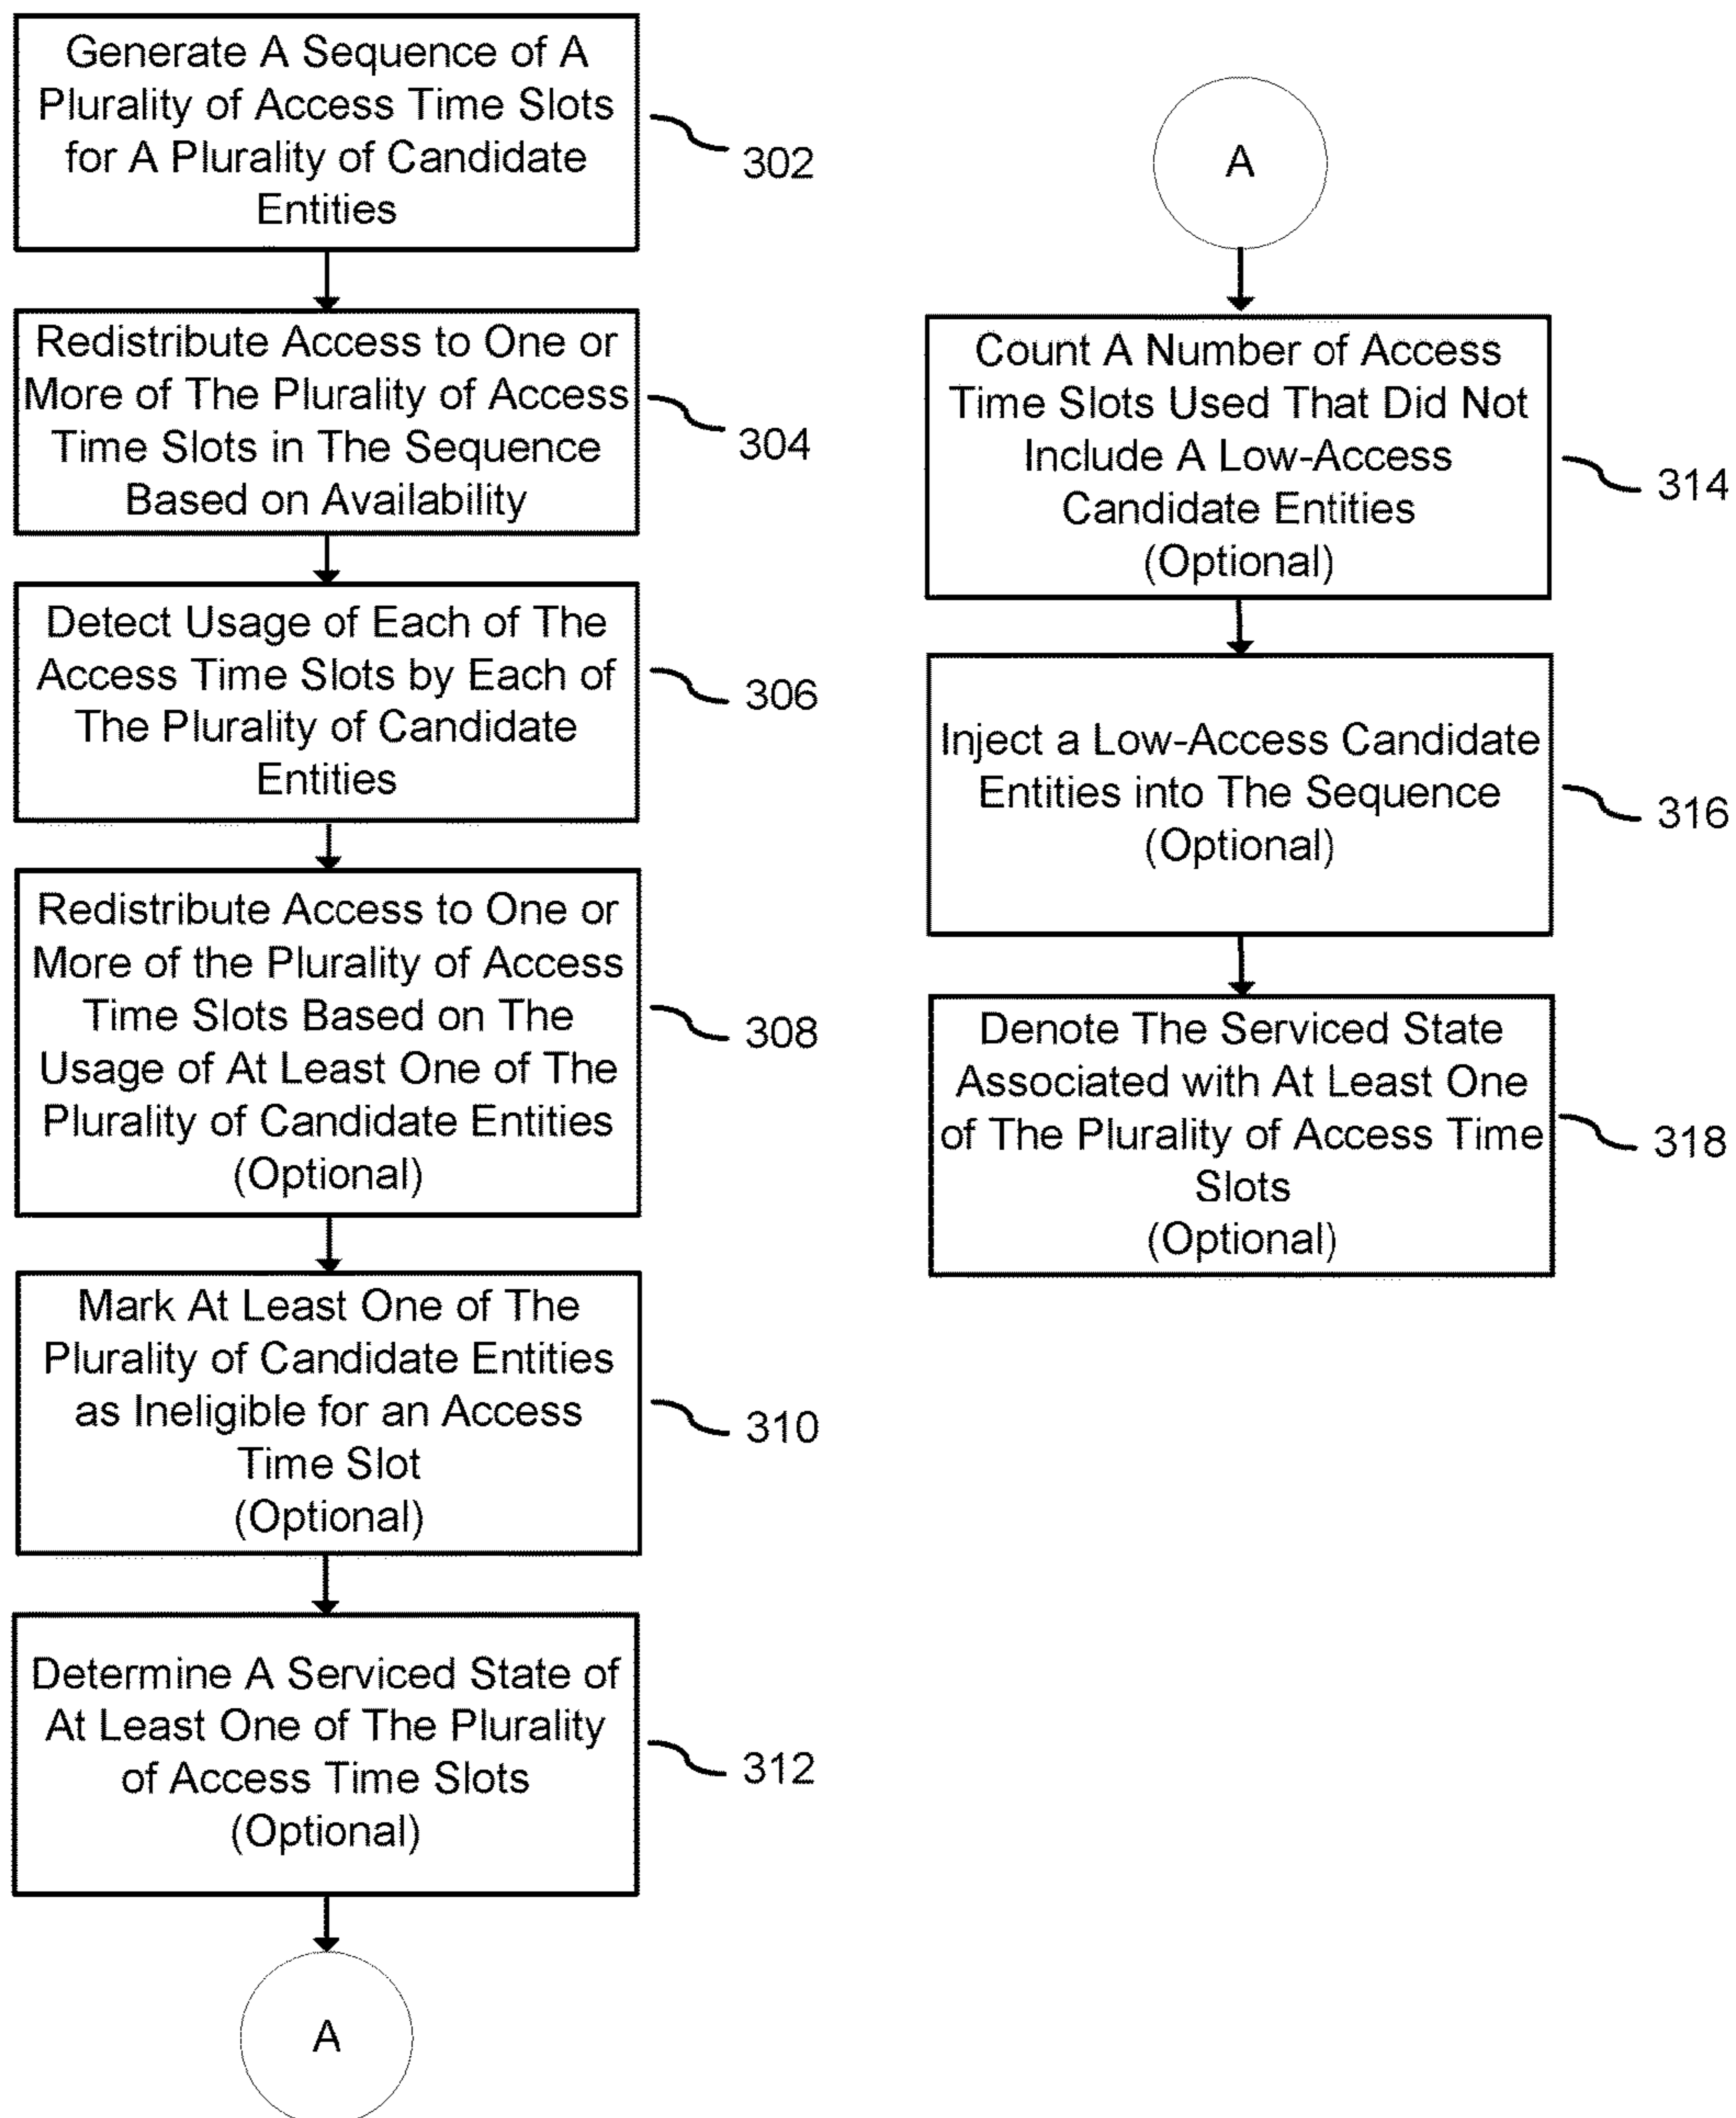 Generate A Sequence of A
Plurality of Access Time Slots
for A Plurality of Candidate
Entities
302
Redistribute Access to One or
More of The Plurality of Access
Time Slots in The Sequence
Based on Availability
304
Detect Usage of Each of The
Access Time Slots by Each of
The Plurality of Candidate
Entities
306
Redistribute Access to One or
More of the Plurality of Access
Time Slots Based on The
Usage of At Least One of The
Plurality of Candidate Entities
(Optional)
308
Mark At Least One of The
Plurality of Candidate Entities
as Ineligible for an Access
Time Slot
(Optional)
310
Determine A Serviced State of
At Least One of The Plurality
of Access Time Slots
(Optional)
312
A
A
Count A Number of Access
Time Slots Used That Did Not
Include A Low-Access
Candidate Entities
(Optional)
314
Inject a Low-Access Candidate
Entities into The Sequence
(Optional)
316
Denote The Serviced State
Associated with At Least One
of The Plurality of Access Time
Slots
(Optional)
318